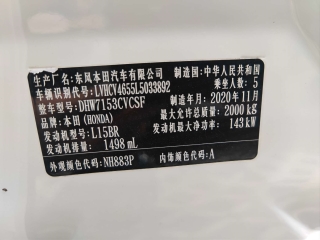 生产厂名：东风本田汽车有限公司 制造国：中华人民共和国
车辆识别代号：LVHCV4655L5033892 乘坐人数：5
整车型号：DHW7153CVCSF 制造年月：2020年11月
品牌：本田（HONDA） 最大允许总质量：2000 kg
发动机型号：L15BR 发动机最大净功率：143 kW
发动机排量：1498 mL
外观颜色代码：NH883P 内饰颜色代码：A